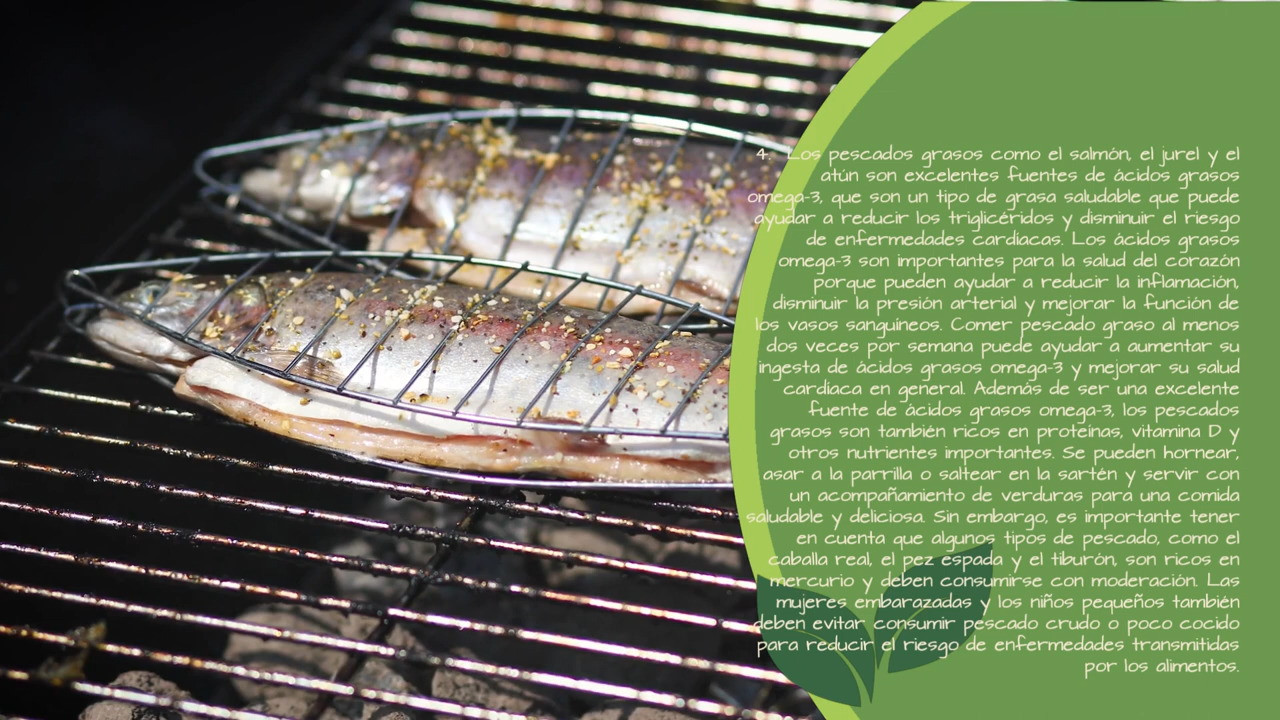 4. Los pescados grasos como el salmón, el jurel y el
atún son excelentes fuentes de ácidos grasos
omega-3, que son un tipo de grasa saludable que puede
ayudar a reducir los triglicéridos y disminuir el riesgo
de enfermedades cardíacas. Los ácidos grasos
omega-3 son importantes para la salud del corazón
porque pueden ayudar a reducir la inflamación,
disminuir la presión arterial y mejorar la función de
los vasos sanguíneos. Comer pescado graso al menos
dos veces por semana puede ayudar a aumentar su
ingesta de ácidos grasos omega-3 y mejorar su salud
cardíaca en general. Además de ser una excelente
fuente de ácidos grasos omega-3, los pescados
grasos son también ricos en proteínas, vitamina D y
otros nutrientes importantes. Se pueden hornear,
asar a la parrilla o saltear en la sartén y servir con
un acompañamiento de verduras para una comida
saludable y deliciosa. Sin embargo, es importante tener
en cuenta que algunos tipos de pescado, como el
caballa real, el pez espada y el tiburón, son ricos en
mercurio y deben consumirse con moderación. Las
mujeres embarazadas y los niños pequeños también
deben evitar consumir pescado crudo o poco cocido
para reducir el riesgo de enfermedades transmitidas
por los alimentos.